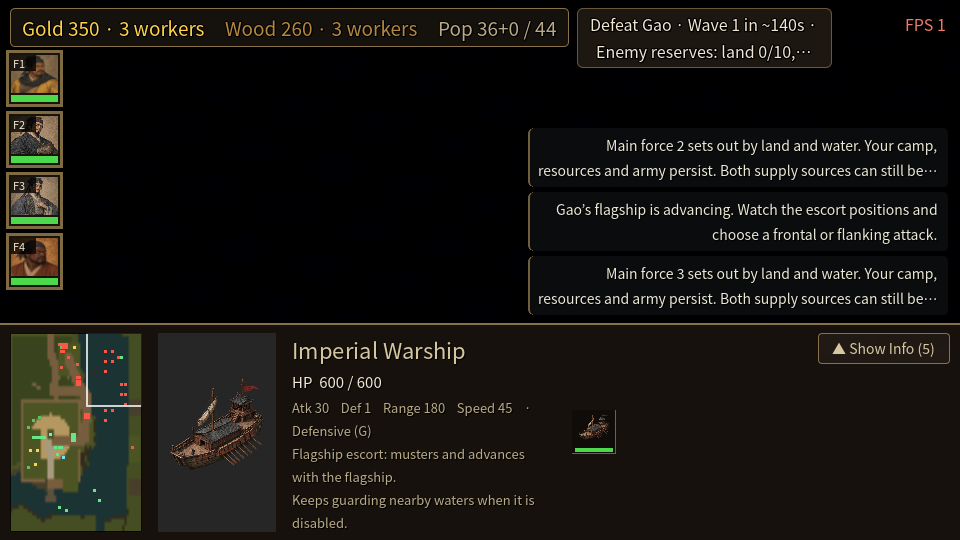 Gold 350 · 3 workers Wood 260 · 3 workers Pop 36+0 / 44
Defeat Gao · Wave 1 in ~140s ·
Enemy reserves: land 0/10,…
FPS 1
F1
F2
F3
F4
Main force 2 sets out by land and water. Your camp,
resources and army persist. Both supply sources can still be…
Gao’s flagship is advancing. Watch the escort positions and
choose a frontal or flanking attack.
Main force 3 sets out by land and water. Your camp,
resources and army persist. Both supply sources can still be…
Imperial Warship
HP 600 / 600
Atk 30 Def 1 Range 180 Speed 45 ·
Defensive (G)
Flagship escort: musters and advances
with the flagship.
Keeps guarding nearby waters when it is
disabled.
▲ Show Info (5)